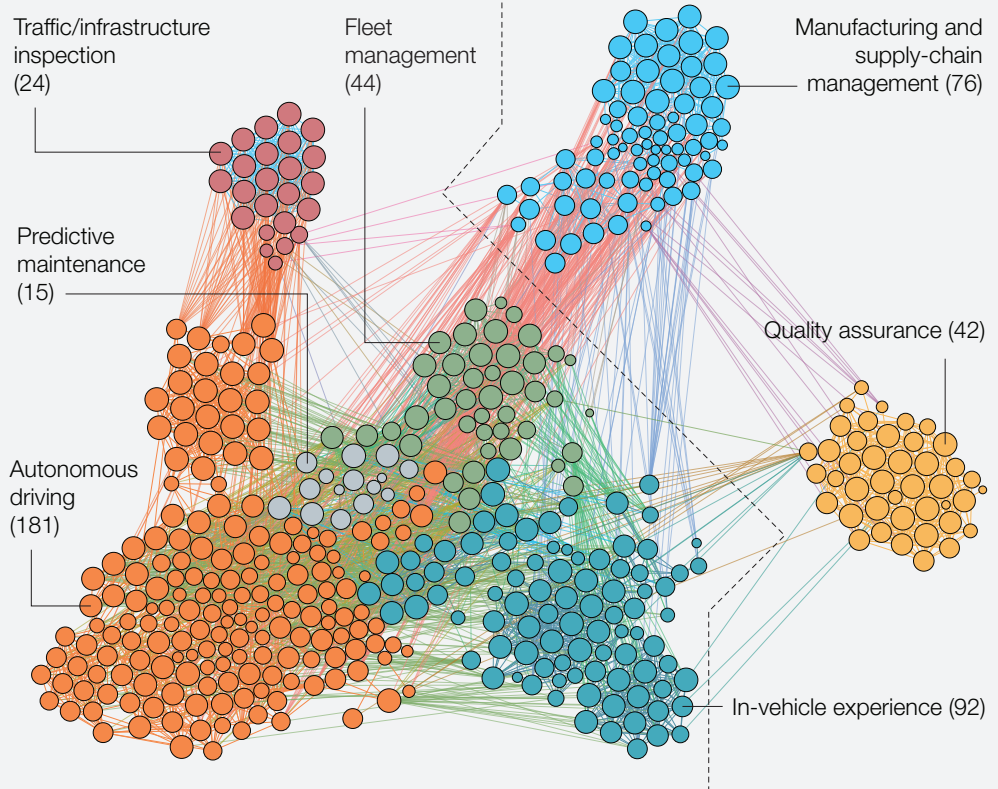 Traffic/infrastructure
inspection
(24)
Fleet
management
(44)
Manufacturing and
supply-chain
management (76)
Predictive
maintenance
(15)
Quality assurance (42)
Autonomous
driving
(181)
In-vehicle experience (92)